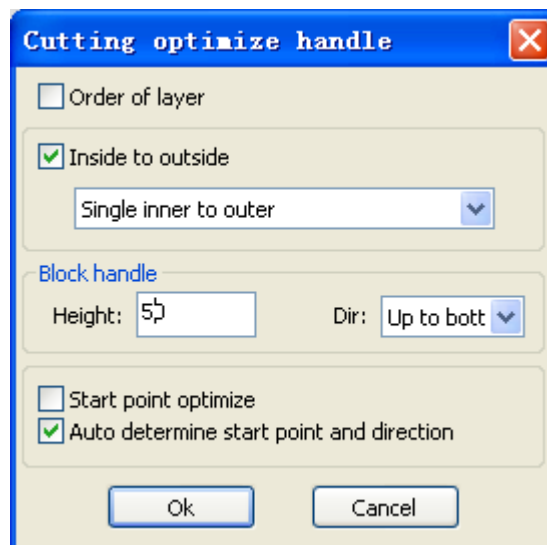 Cutting optimize handle
Order of layer
Inside to outside
Single inner to outer
Block handle
Height: Dir: Up to bott
Start point optimize
Auto determine start point and direction
Ok Cancel